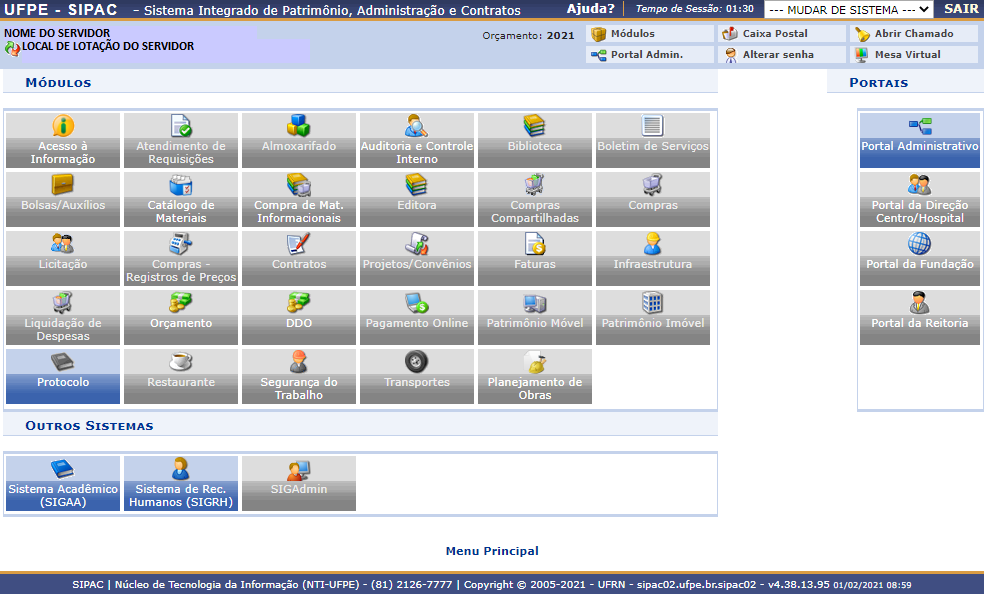 UFPE - SIPAC - Sistema Integrado de Patrimônio, Administração e Contratos
Ajuda? Tempo de Sessão: 01:30 --- MUDAR DE SISTEMA --- SAIR
NOME DO SERVIDOR
LOCAL DE LOTAÇÃO DO SERVIDOR
Orçamento: 2021
Módulos
Caixa Postal
Abrir Chamado
Portal Admin.
Alterar senha
Mesa Virtual
MÓDULOS
Acesso à
Informação
Atendimento de
Requisições
Almoxarifado
Auditoria e Controle
Interno
Biblioteca
Boletim de Serviços
Bolsas/Auxílios
Catálogo de
Materiais
Compra de Mat.
Informacionais
Editora
Compras
Compartilhadas
Compras
Licitação
Compras -
Registros de Preços
Contratos
Projetos/Convênios
Faturas
Infraestrutura
Liquidação de
Despesas
Orçamento
DDO
Pagamento Online
Patrimônio Móvel
Patrimônio Imóvel
Protocolo
Restaurante
Segurança do
Trabalho
Transportes
Planejamento de
Obras
PORTAIS
Portal Administrativo
Portal da Direção
Centro/Hospital
Portal da Fundação
Portal da Reitoria
OUTROS SISTEMAS
Sistema Acadêmico
(SIGAA)
Sistema de Rec.
Humanos (SIGRH)
SIGAdmin
Menu Principal
SIPAC | Núcleo de Tecnologia da Informação (NTI-UFPE) - (81) 2126-7777 | Copyright © 2005-2021 - UFRN - sipac02.ufpe.br.sipac02 - v4.38.13.95 01/02/2021 08:59